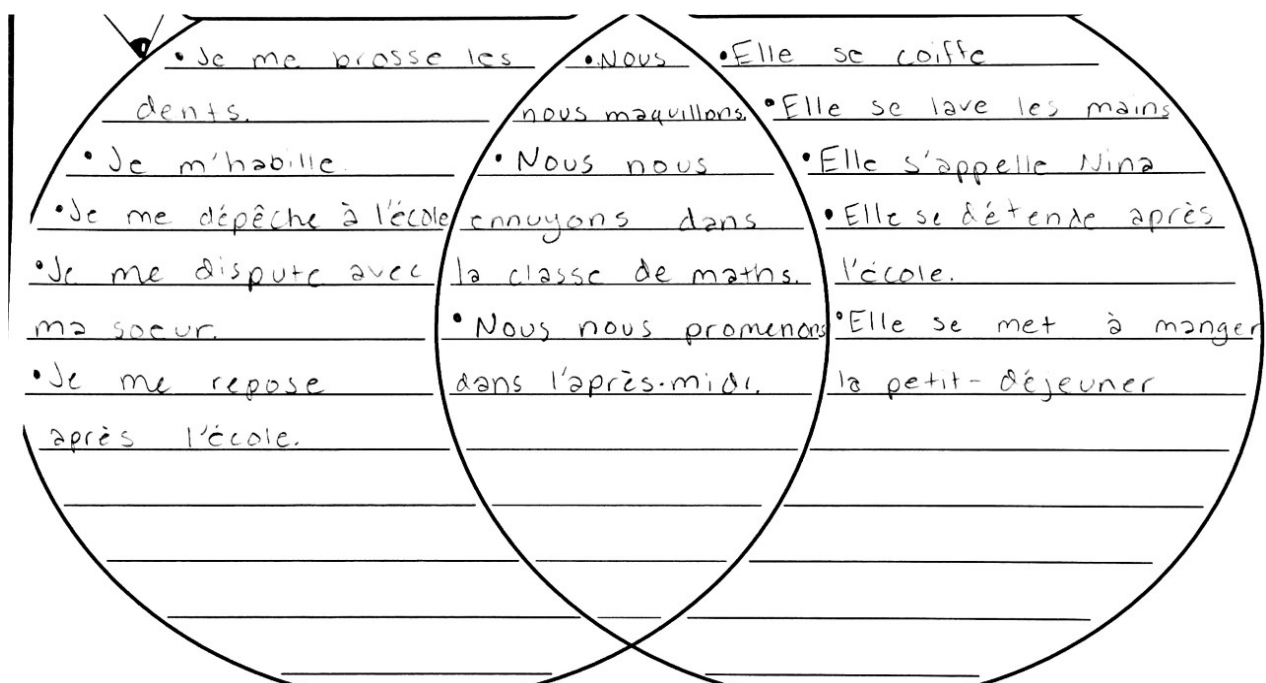 • Je me brosse les
dents.
• Je m'habille.
• Je me dépêche à l'école
• Je me dispute avec
ma soeur.
• Je me repose
après l'école.
• Nous
nous maquillons.
• Nous nous
ennuyons dans
la classe de maths.
• Nous nous promenons
dans l'après-midi.
• Elle se coiffe
• Elle se lave les mains
• Elle s'appelle Nina
• Elle se détende après
l'école.
• Elle se met à manger
la petit-déjeuner